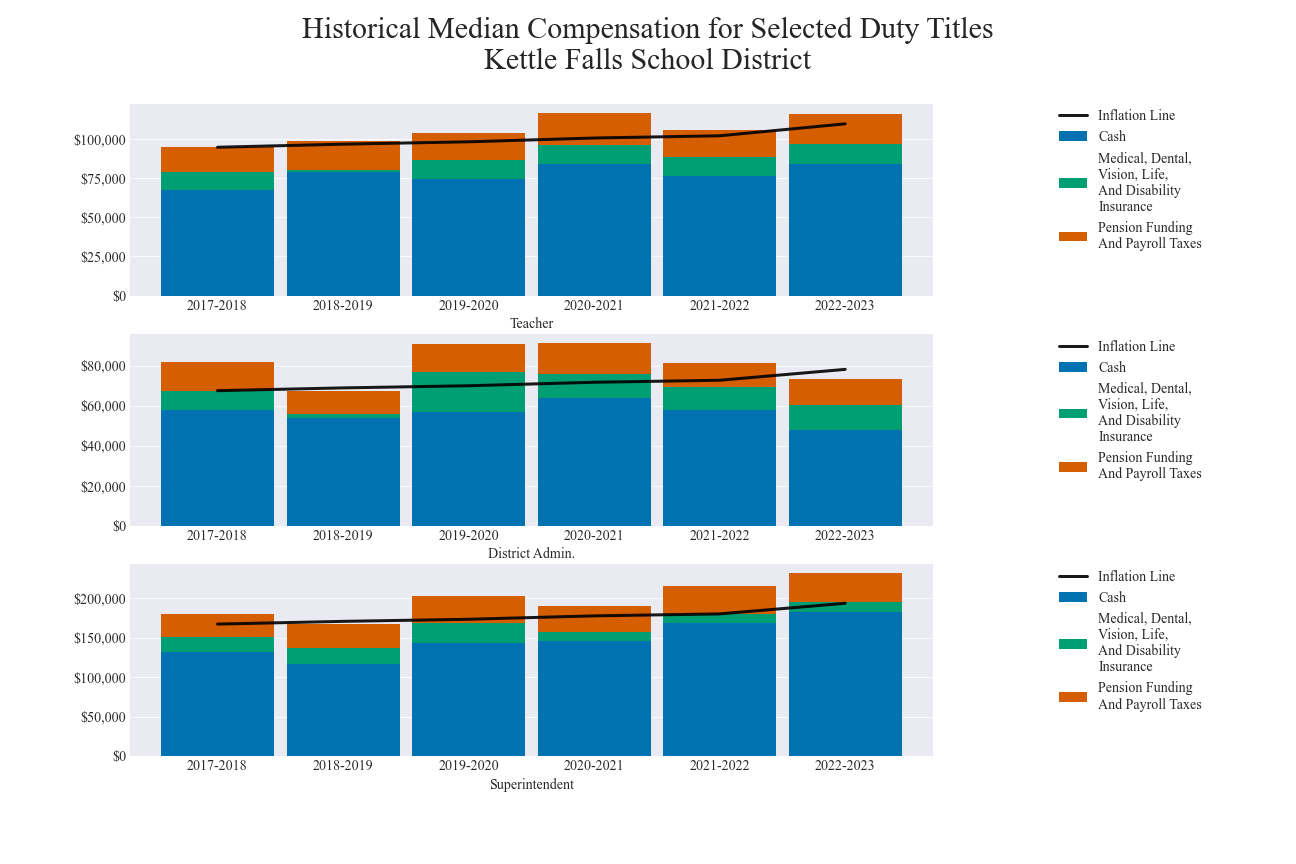 Historical Median Compensation for Selected Duty Titles
Kettle Falls School District
$100,000
$75,000
$50,000
$25,000
$0
2017-2018 2018-2019 2019-2020 2020-2021 2021-2022 2022-2023
Teacher
Inflation Line
Cash
Medical, Dental,
Vision, Life,
And Disability
Insurance
Pension Funding
And Payroll Taxes
$80,000
$60,000
$40,000
$20,000
$0
2017-2018 2018-2019 2019-2020 2020-2021 2021-2022 2022-2023
District Admin.
Inflation Line
Cash
Medical, Dental,
Vision, Life,
And Disability
Insurance
Pension Funding
And Payroll Taxes
$200,000
$150,000
$100,000
$50,000
$0
2017-2018 2018-2019 2019-2020 2020-2021 2021-2022 2022-2023
Superintendent
Inflation Line
Cash
Medical, Dental,
Vision, Life,
And Disability
Insurance
Pension Funding
And Payroll Taxes